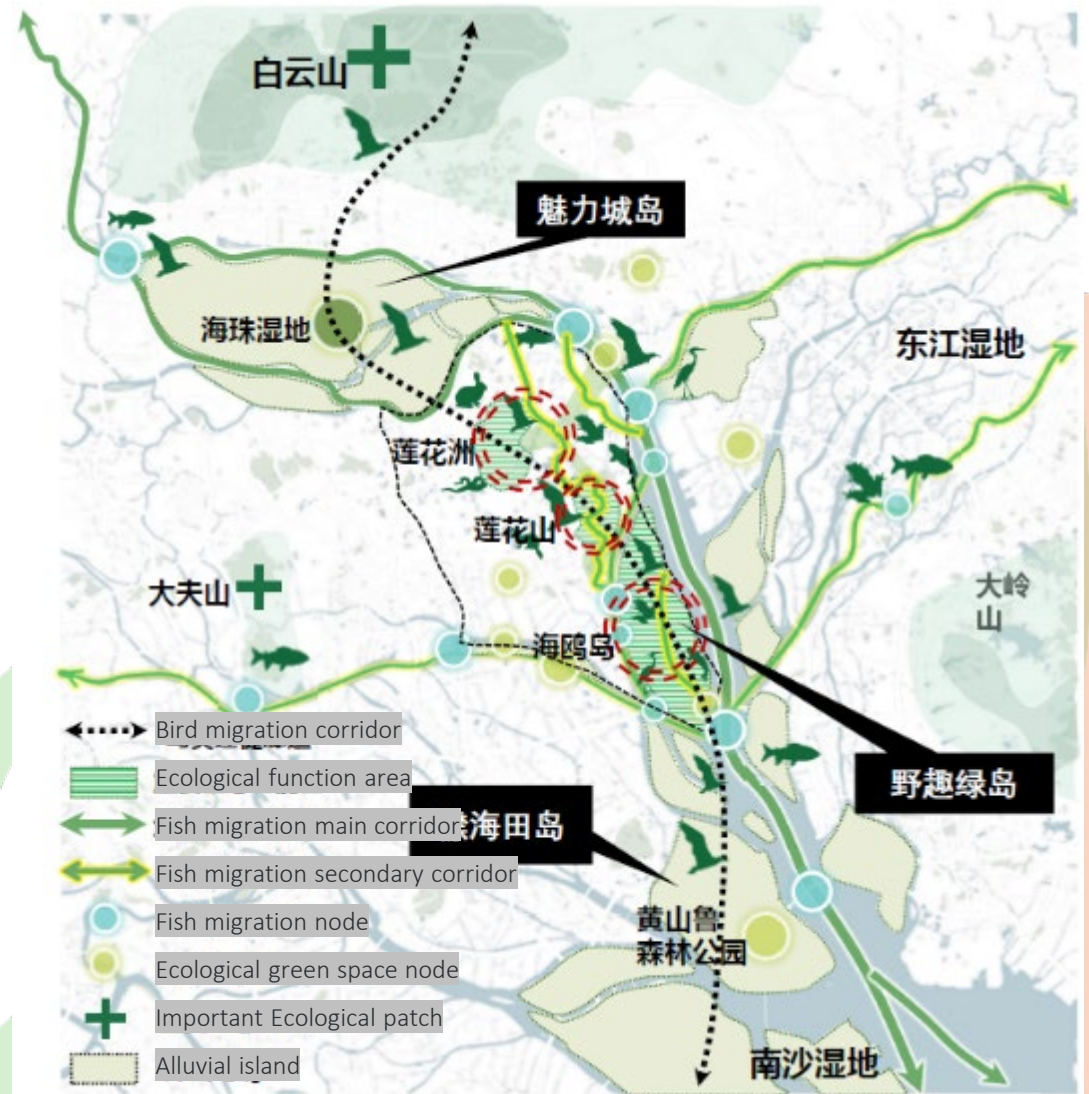 白云山
魅力城岛
海珠湿地
东江湿地
莲花洲
莲花山
大岭
山
大夫山
海鸥岛
Bird migration corridor
Ecological function area
野趣绿岛
Fish migration main corridor
海田岛
Fish migration secondary corridor
Fish migration node
黄山鲁
森林公园
Ecological green space node
Important Ecological patch
Alluvial island
南沙湿地